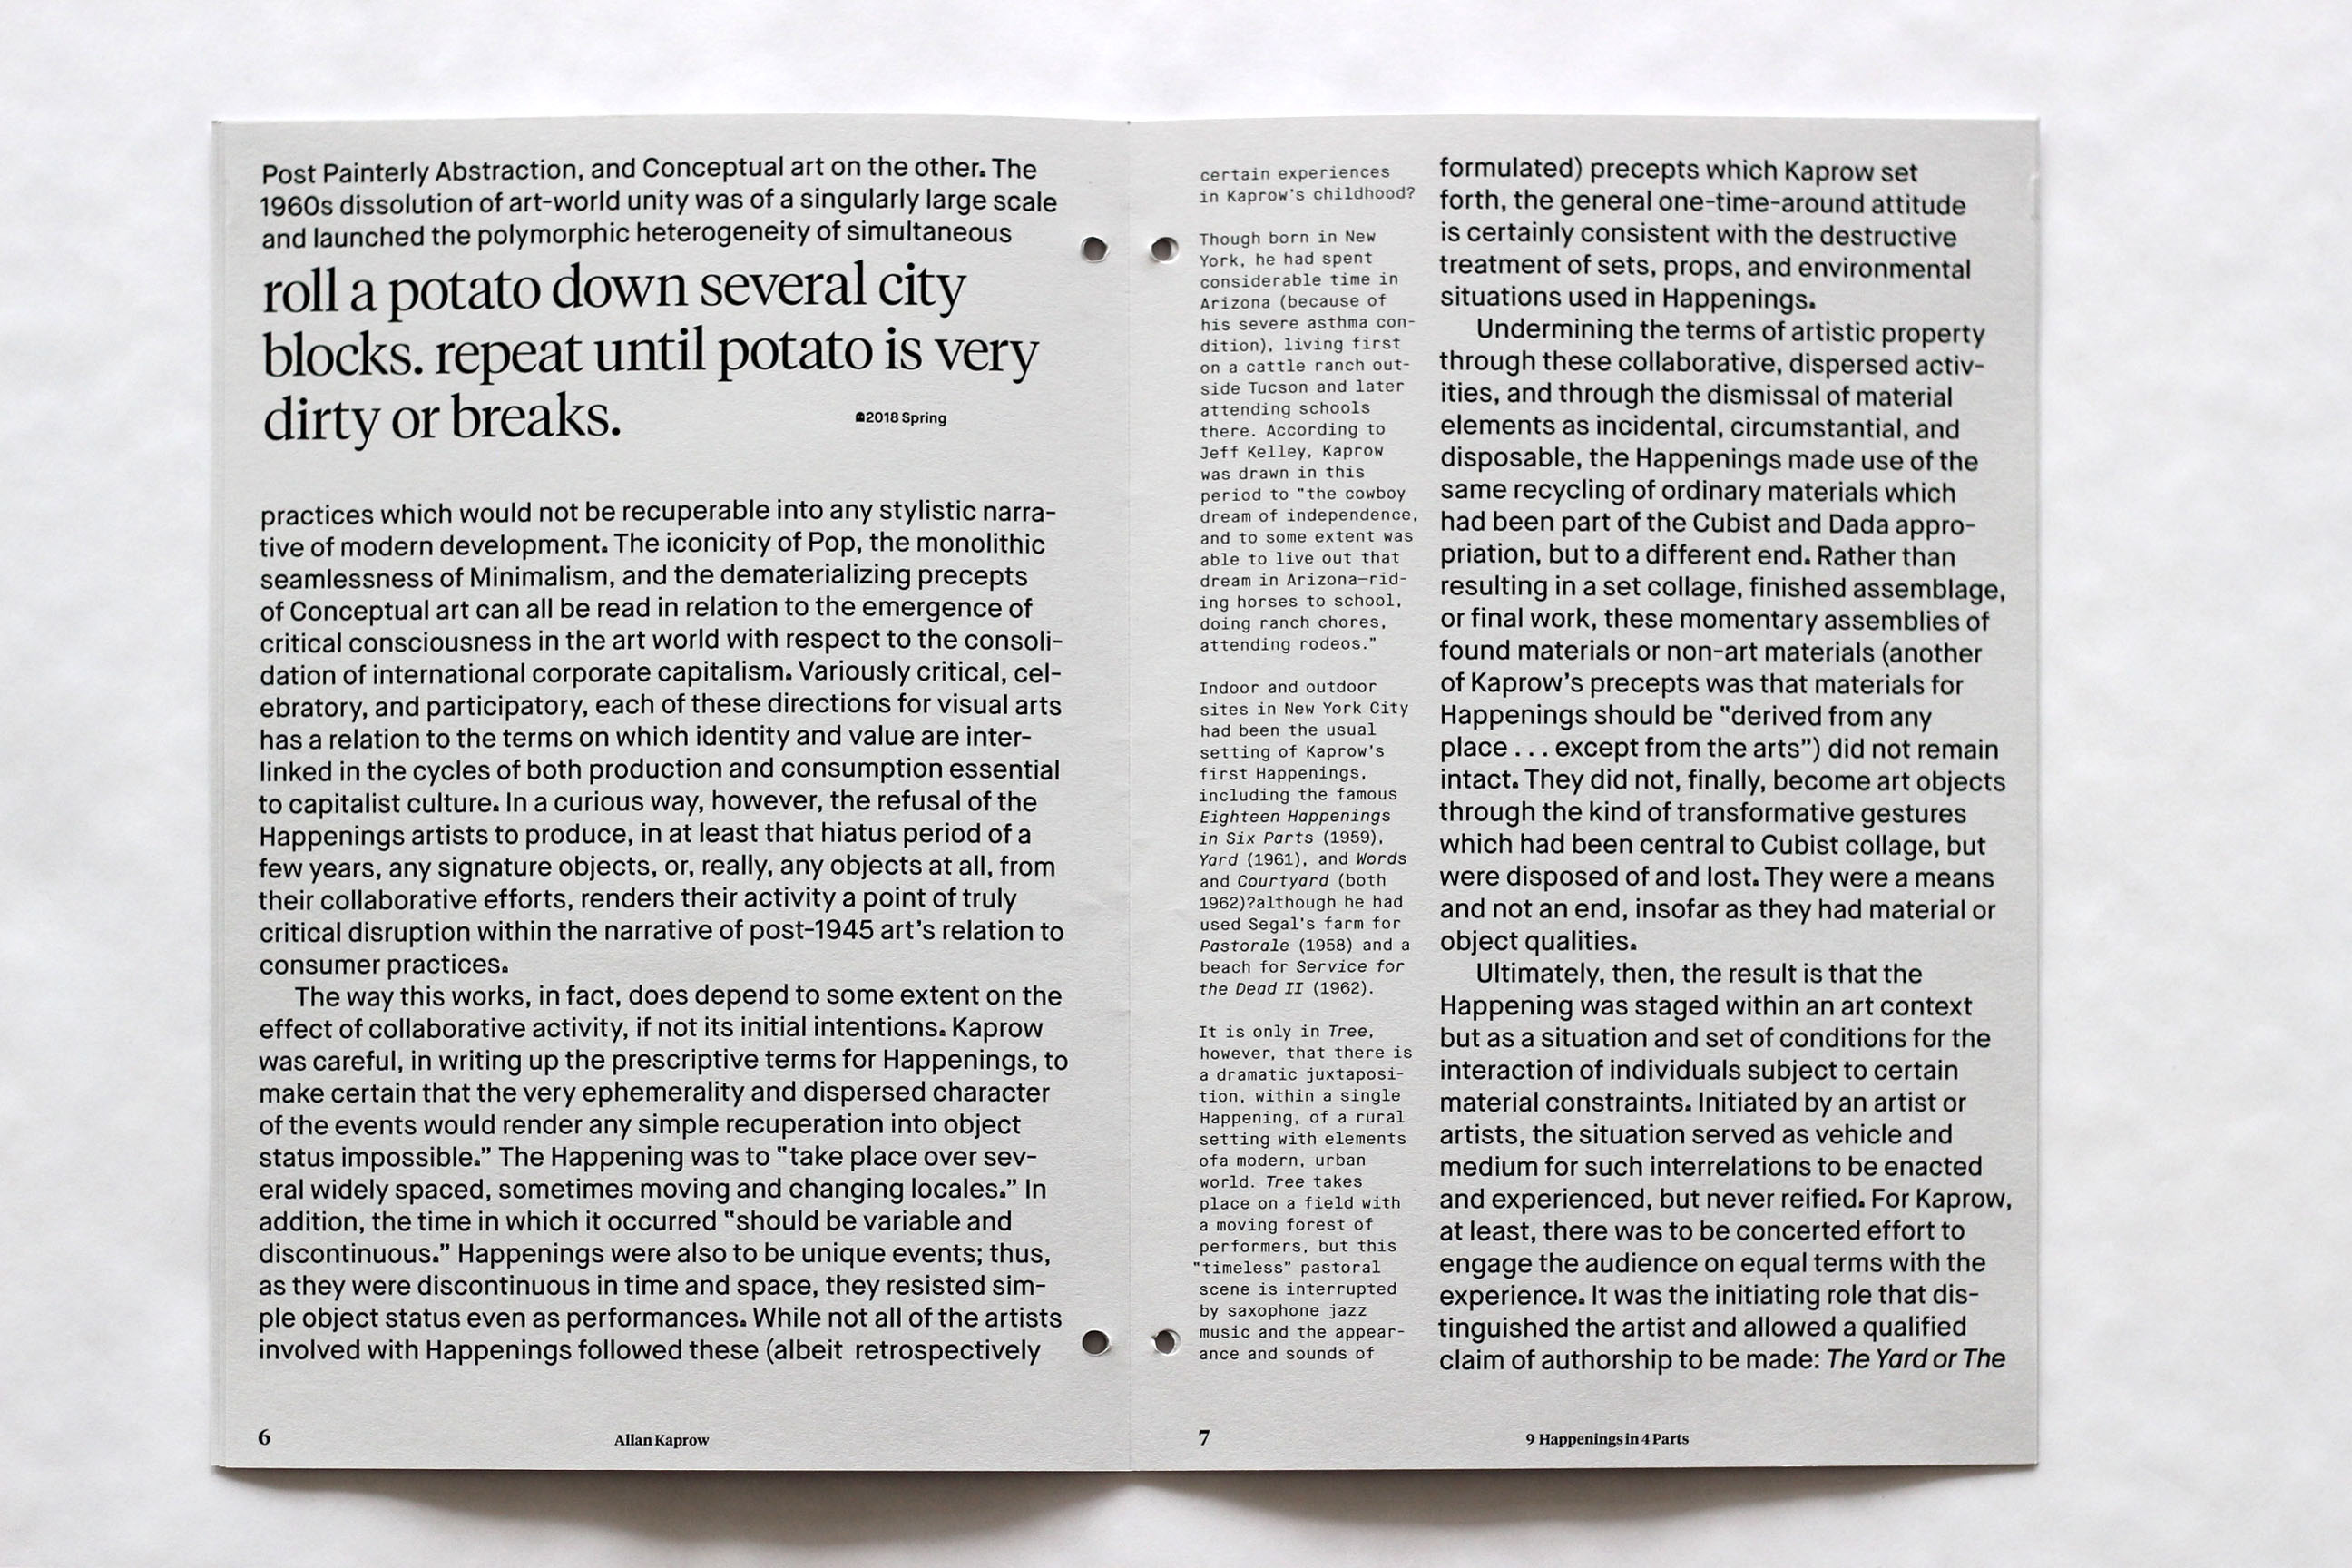 Post Painterly Abstraction, and Conceptual art on the other. The
1960s dissolution of art-world unity was of a singularly large scale
and launched the polymorphic heterogeneity of simultaneous
roll a potato down several city
blocks. repeat until potato is very
dirty or breaks.
2018 Spring
practices which would not be recuperable into any stylistic narra-
tive of modern development. The iconicity of Pop, the monolithic
seamlessness of Minimalism, and the dematerializing precepts
of Conceptual art can all be read in relation to the emergence of
critical consciousness in the art world with respect to the consoli-
dation of international corporate capitalism. Variously critical, cel-
ebratory, and participatory, each of these directions for visual arts
has a relation to the terms on which identity and value are inter-
linked in the cycles of both production and consumption essential
to capitalist culture. In a curious way, however, the refusal of the
Happenings artists to produce, in at least that hiatus period of a
few years, any signature objects, or, really, any objects at all, from
their collaborative efforts, renders their activity a point of truly
critical disruption within the narrative of post-1945 art's relation to
consumer practices.
The way this works, in fact, does depend to some extent on the
effect of collaborative activity, if not its initial intentions. Kaprow
was careful, in writing up the prescriptive terms for Happenings, to
make certain that the very ephemerality and dispersed character
of the events would render any simple recuperation into object
status impossible." The Happening was to "take place over sev-
eral widely spaced, sometimes moving and changing locales." In
addition, the time in which it occurred "should be variable and
discontinuous." Happenings were also to be unique events; thus,
as they were discontinuous in time and space, they resisted sim-
ple object status even as performances. While not all of the artists
involved with Happenings followed these (albeit retrospectively
6
Allan Kaprow
certain experiences
in Kaprow's childhood?
Though born in New
York, he had spent
considerable time in
Arizona (because of
his severe asthma con-
dition), living first
on a cattle ranch out-
side Tucson and later
attending schools
there. According to
Jeff Kelley, Kaprow
was drawn in this
period to "the cowboy
dream of independence,
and to some extent was
able to live out that
dream in Arizona—rid-
ing horses to school,
doing ranch chores,
attending rodeos."
Indoor and outdoor
sites in New York City
had been the usual
setting of Kaprow's
first Happenings,
including the famous
Eighteen Happenings
in Six Parts (1959),
Yard (1961), and Words
and Courtyard (both
1962)?although he had
used Segal's farm for
Pastorale (1958) and a
beach for Service for
the Dead II (1962).
It is only in Tree,
however, that there is
a dramatic juxtaposi-
tion, within a single
Happening, of a rural
setting with elements
ofa modern, urban
world. Tree takes
place on a field with
a moving forest of
performers, but this
"timeless" pastoral
scene is interrupted
by saxophone jazz
music and the appear-
ance and sounds of
formulated) precepts which Kaprow set
forth, the general one-time-around attitude
is certainly consistent with the destructive
treatment of sets, props, and environmental
situations used in Happenings.
Undermining the terms of artistic property
through these collaborative, dispersed activ-
ities, and through the dismissal of material
elements as incidental, circumstantial, and
disposable, the Happenings made use of the
same recycling of ordinary materials which
had been part of the Cubist and Dada appro-
priation, but to a different end. Rather than
resulting in a set collage, finished assemblage,
or final work, these momentary assemblies of
found materials or non-art materials (another
of Kaprow's precepts was that materials for
Happenings should be "derived from any
place . . . except from the arts") did not remain
intact. They did not, finally, become art objects
through the kind of transformative gestures
which had been central to Cubist collage, but
were disposed of and lost. They were a means
and not an end, insofar as they had material or
object qualities.
Ultimately, then, the result is that the
Happening was staged within an art context
but as a situation and set of conditions for the
interaction of individuals subject to certain
material constraints. Initiated by an artist or
artists, the situation served as vehicle and
medium for such interrelations to be enacted
and experienced, but never reified. For Kaprow,
at least, there was to be concerted effort to
engage the audience on equal terms with the
experience. It was the initiating role that dis-
tinguished the artist and allowed a qualified
claim of authorship to be made: The Yard or The
7
9 Happenings in 4 Parts